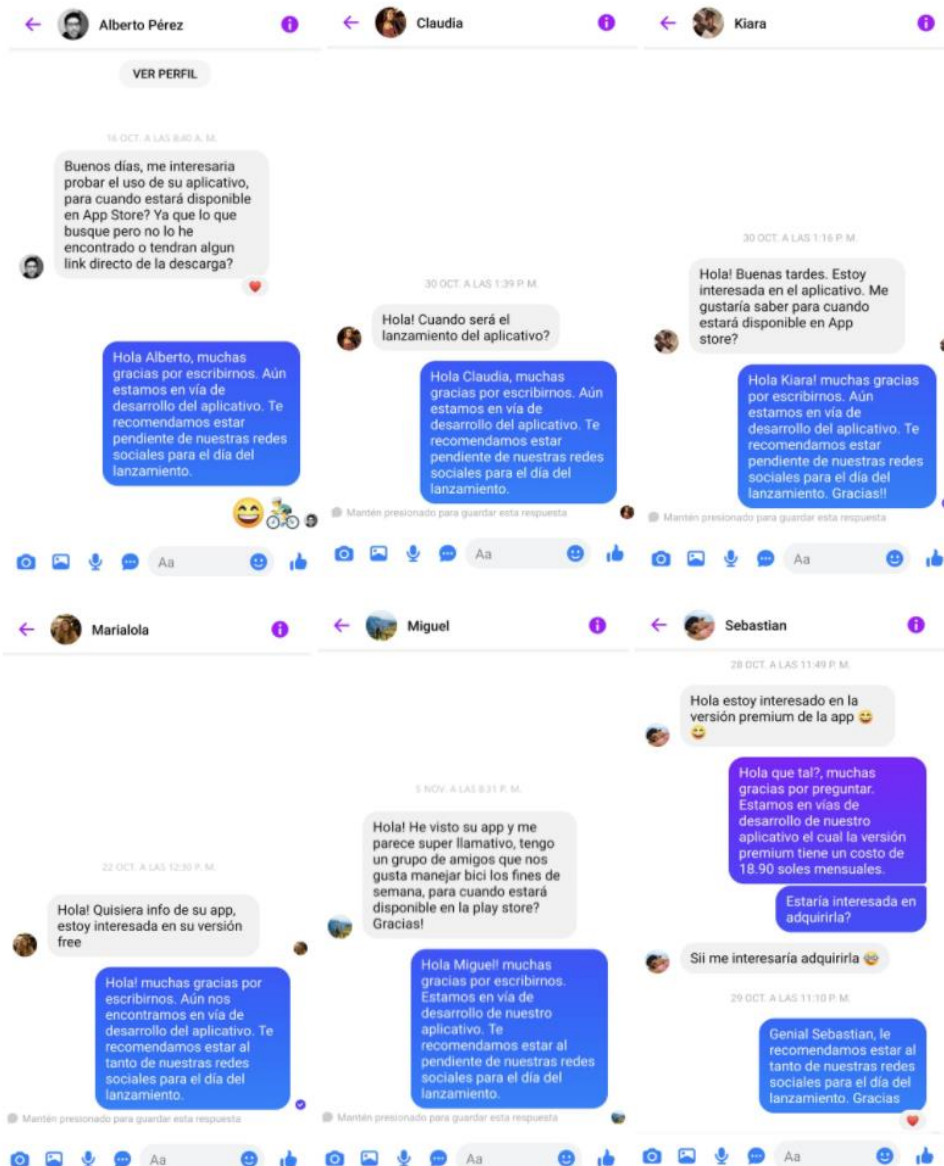 Alberto Pérez
VER PERFIL
16 OCT. A LAS 8:40 A. M.
Buenos días, me interesaria
probar el uso de su aplicativo,
para cuando estará disponible
en App Store? Ya que lo que
busque pero no lo he
encontrado o tendran algun
link directo de la descarga?
Hola Alberto, muchas
gracias por escribirnos. Aún
estamos en vía de
desarrollo del aplicativo. Te
recomendamos estar
pendiente de nuestras redes
sociales para el día del
lanzamiento.
Aa
Claudia
30 OCT. A LAS 1:39 P. M.
Hola! Cuando será el
lanzamiento del aplicativo?
Hola Claudia, muchas
gracias por escribirnos. Aún
estamos en vía de
desarrollo del aplicativo. Te
recomendamos estar
pendiente de nuestras redes
sociales para el día del
lanzamiento.
Mantén presionado para guardar esta respuesta
Aa
Kiara
30 OCT. A LAS 1:16 P. M.
Hola! Buenas tardes. Estoy
interesada en el aplicativo. Me
gustaría saber para cuando
estará disponible en App
store?
Hola Kiara! muchas gracias
por escribirnos. Aún
estamos en vía de
desarrollo del aplicativo. Te
recomendamos estar
pendiente de nuestras redes
sociales para el día del
lanzamiento. Gracias!!
Mantén presionado para guardar esta respuesta
Aa
Marialola
22 OCT. A LAS 12:30 P. M.
Hola! Quisiera info de su app,
estoy interesada en su versión
free
Hola! muchas gracias por
escribirnos. Aún nos
encontramos en vía de
desarrollo del aplicativo. Te
recomendamos estar al
tanto de nuestras redes
sociales para el día del
lanzamiento.
Mantén presionado para guardar esta respuesta
Aa
Miguel
5 NOV. A LAS 8:31 P. M.
Hola! He visto su app y me
parece super llamativo, tengo
un grupo de amigos que nos
gusta manejar bici los fines de
semana, para cuando estará
disponible en la play store?
Gracias!
Hola Miguel! muchas
gracias por escribirnos.
Estamos en vía de
desarrollo de nuestro
aplicativo. Te
recomendamos estar al
pendiente de nuestras redes
sociales para el día del
lanzamiento.
Mantén presionado para guardar esta respuesta
Aa
Sebastian
28 OCT. A LAS 11:49 P. M.
Hola estoy interesado en la
versión premium de la app 😄
😄
Hola que tal?, muchas
gracias por preguntar.
Estamos en vías de
desarrollo de nuestro
aplicativo el cual la versión
premium tiene un costo de
18.90 soles mensuales.
Estaría interesada en
adquirirla?
Sii me interesaría adquirirla
29 OCT. A LAS 11:10 P. M.
Genial Sebastian, le
recomendamos estar al
tanto de nuestras redes
sociales para el día del
lanzamiento. Gracias
Aa